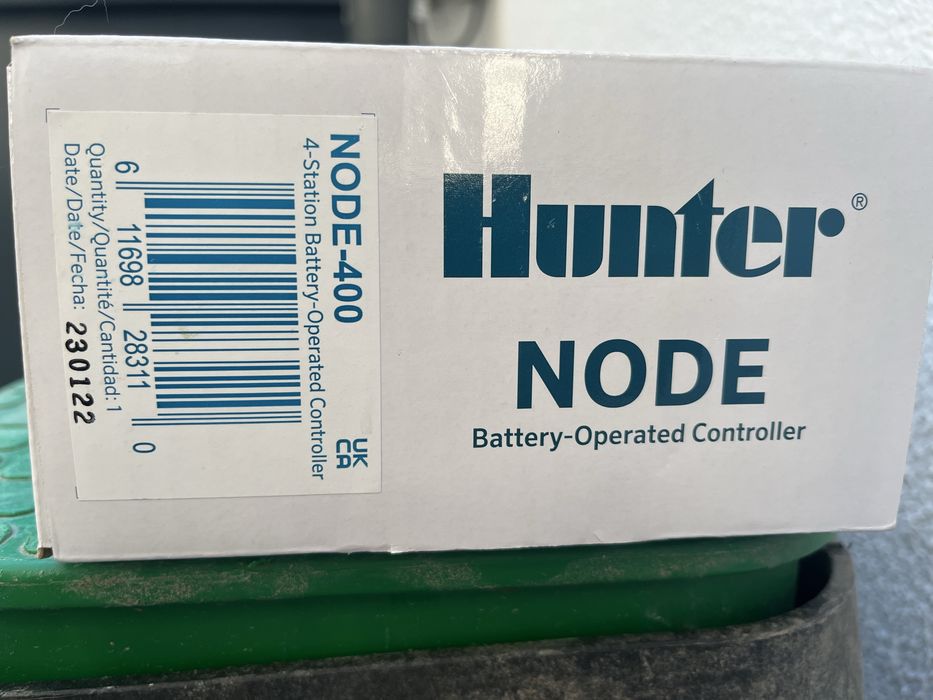 Hunter®
NODE
Battery-Operated Controller
NODE-400
4-Station Battery-Operated Controller
UK
CA
6 11698 28311 0
Quantity/Quantité/Cantidad: 1
Date/Date/Fecha: 230122